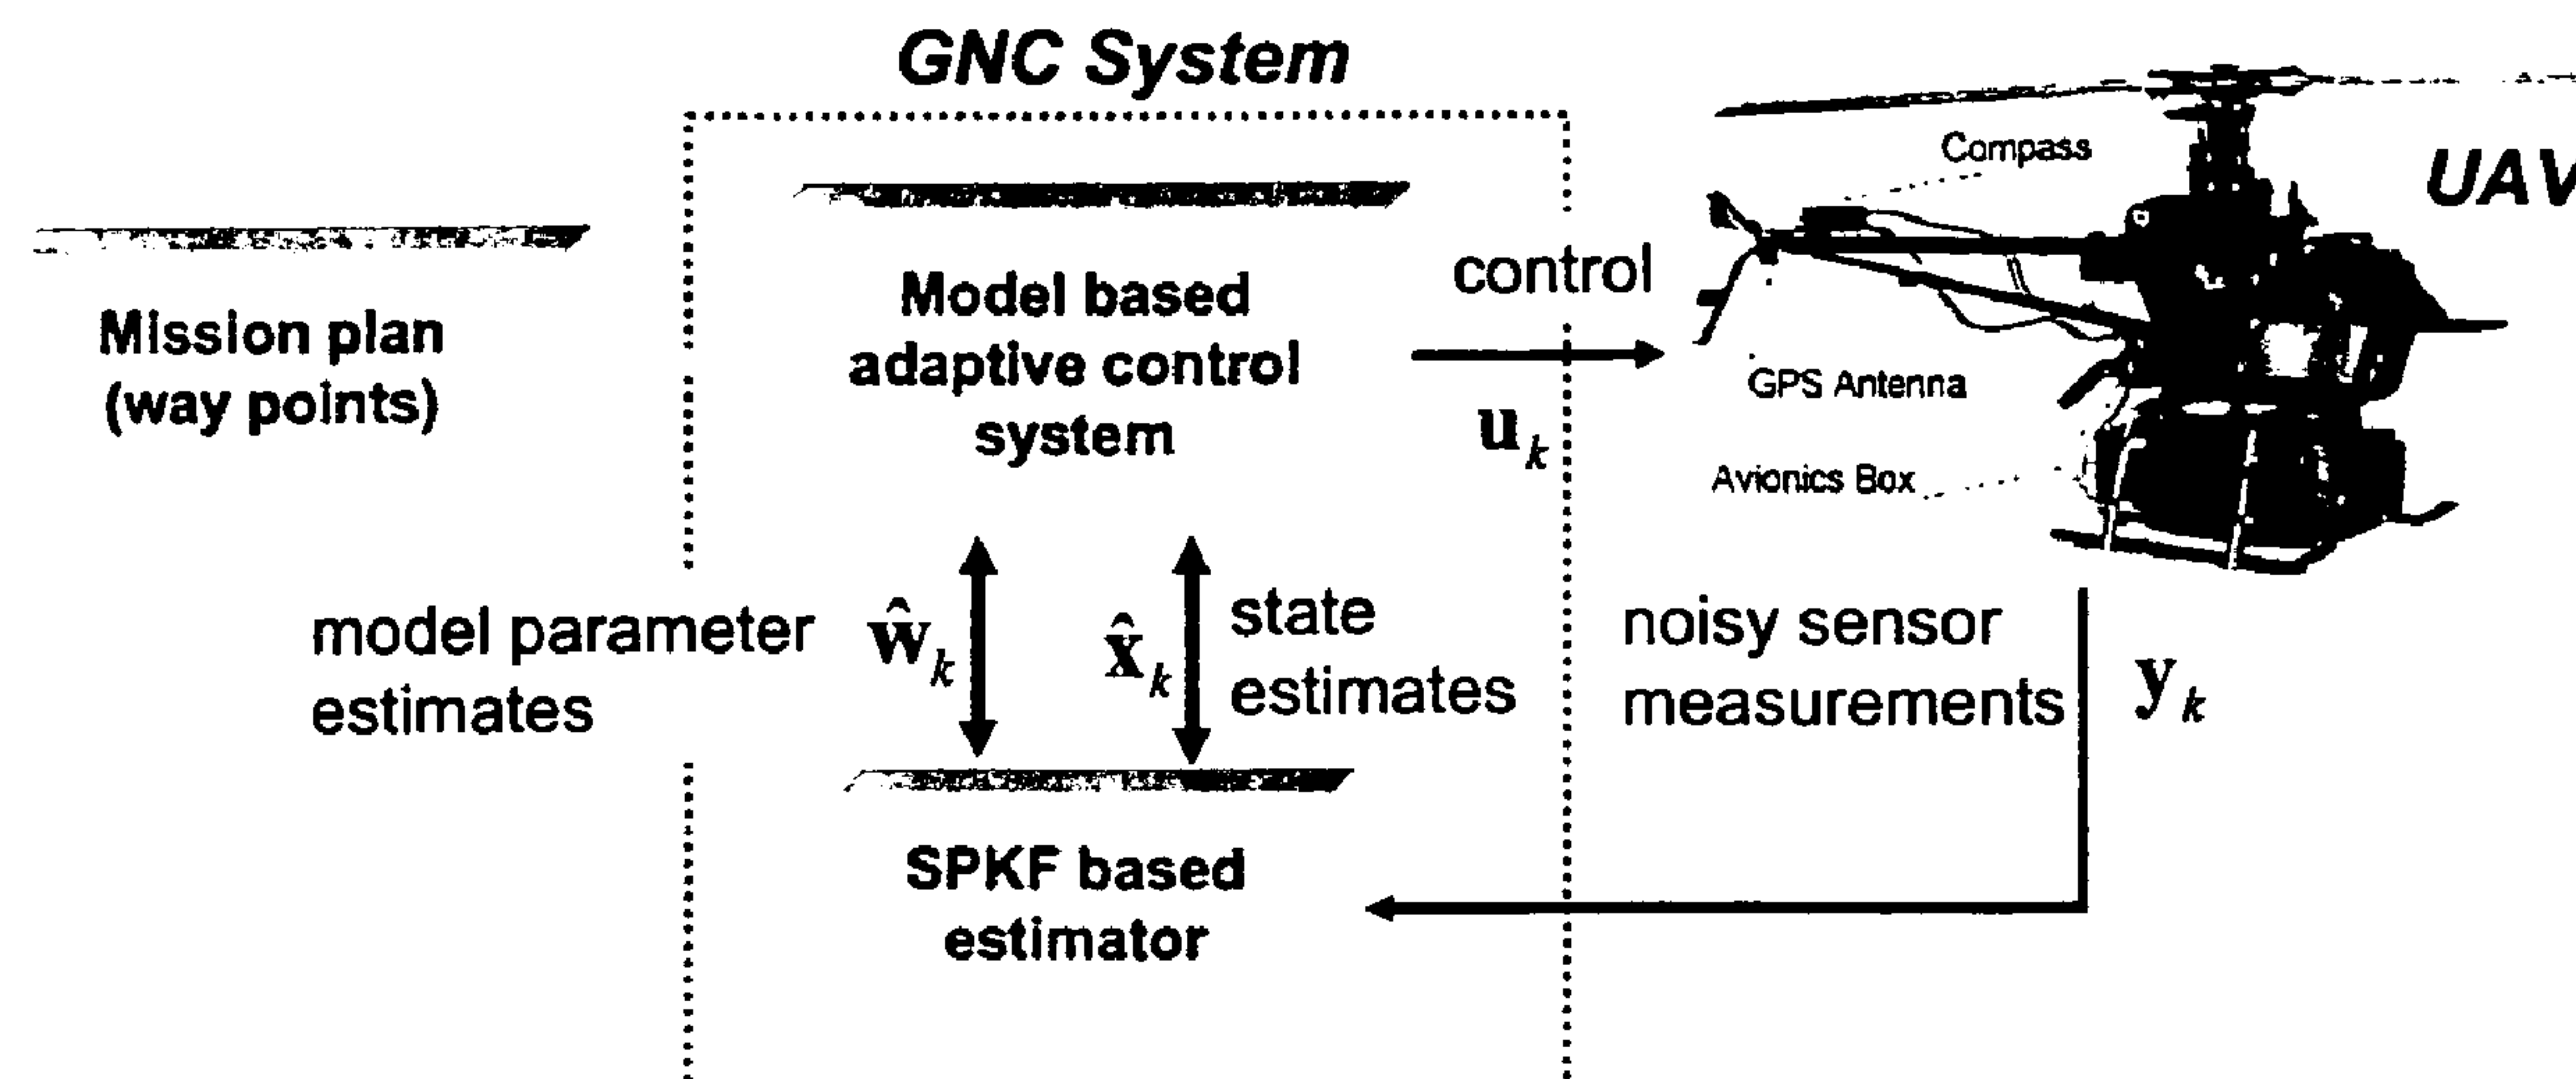 GNC System
Compass
UAV
Mission plan
(way points)
Model based
adaptive control
system
control
u_k
GPS Antenna
Avionics Box
model parameter
estimates
ŵ_k
x̂_k
state
estimates
noisy sensor
measurements
y_k
SPKF based
estimator